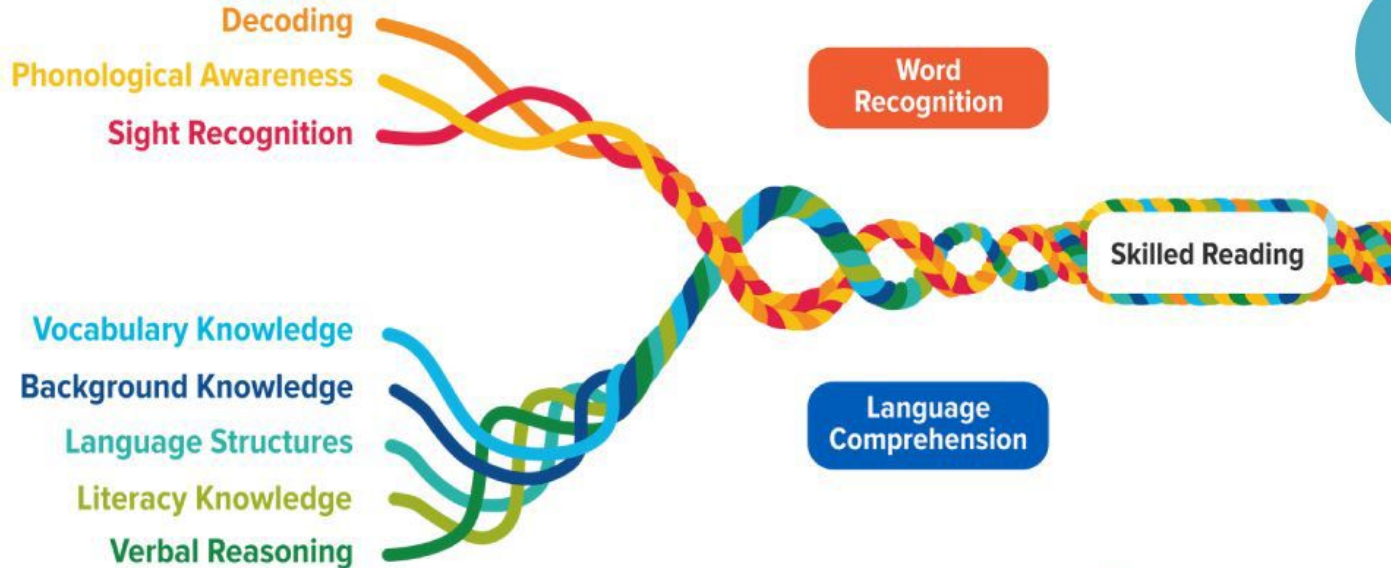 Decoding
Phonological Awareness
Sight Recognition
Word
Recognition
Skilled Reading
Vocabulary Knowledge
Background Knowledge
Language Structures
Literacy Knowledge
Verbal Reasoning
Language
Comprehension